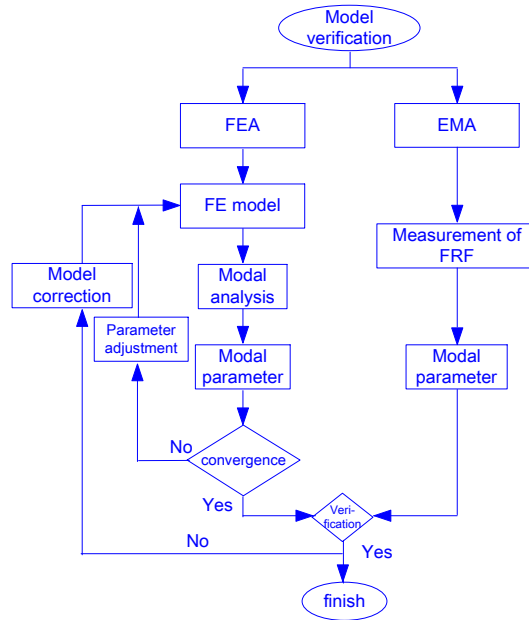 Model
verification
FEA
EMA
FE model
Measurement of
FRF
Model
correction
Modal
analysis
Parameter
adjustment
Modal
parameter
Modal
parameter
No
convergence
Yes
Veri-
fication
No
Yes
finish